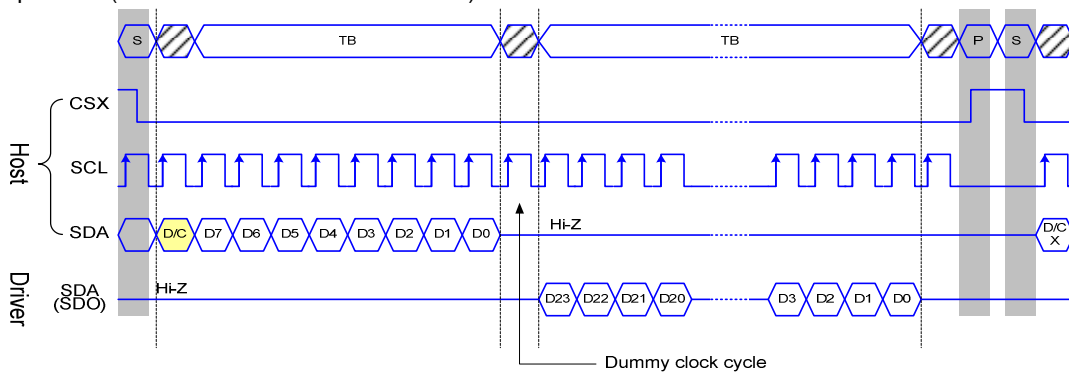 S TB TB P S
CSX
Host
SCL
SDA D/C D7 D6 D5 D4 D3 D2 D1 D0 Hi-Z D/C X
Driver
SDA (SDO) Hi-Z D23 D22 D21 D20 D3 D2 D1 D0
Dummy clock cycle